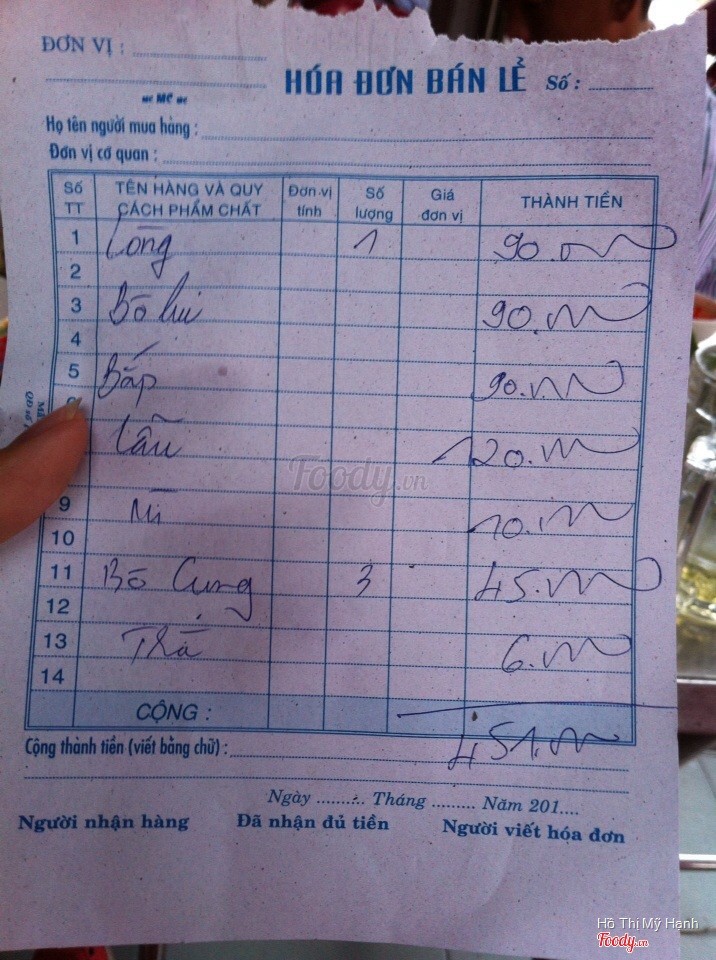 ĐƠN VỊ :
HÓA ĐƠN BÁN LẺ Số :
MC
Họ tên người mua hàng :
Đơn vị cơ quan :
Số TT TÊN HÀNG VÀ QUY CÁCH PHẨM CHẤT Đơn vị tính Số lượng Giá đơn vị THÀNH TIỀN
1 Lòng 1 90.000
2
3 Bò 90.000
4
5 Bắp 90.000
Lẩu 120.000
9 Mì 10.000
10
11 Bò Cung 3 45.000
12
13 Trà 6.000
14
CỘNG :
Cộng thành tiền (viết bằng chữ) : 451.000
Ngày .......... Tháng ......... Năm 201....
Người nhận hàng Đã nhận đủ tiền Người viết hóa đơn
Foody.vn
Hồ Thị Mỹ Hạnh
Foody.vn